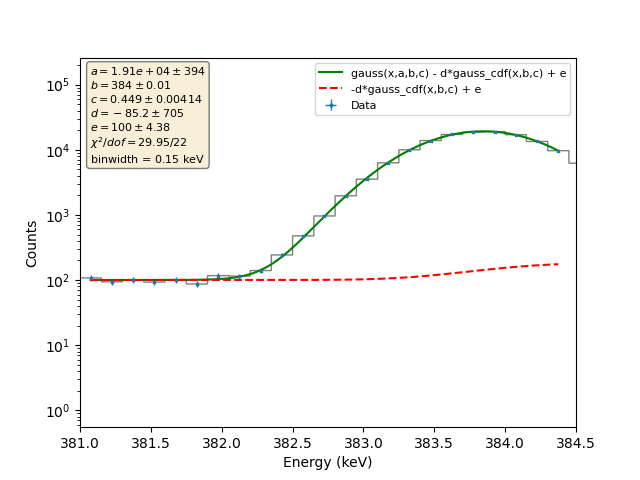 a = 1.91e + 04 ± 394
b = 384 ± 0.01
c = 0.449 ± 0.00414
d = − 85.2 ± 705
e = 100 ± 4.38
χ²/dof = 29.95/22
binwidth = 0.15 keV
gauss(x,a,b,c) - d*gauss_cdf(x,b,c) + e
-d*gauss_cdf(x,b,c) + e
Data
10⁵
10⁴
10³
10²
10¹
10⁰
Counts
381.0 381.5 382.0 382.5 383.0 383.5 384.0 384.5
Energy (keV)